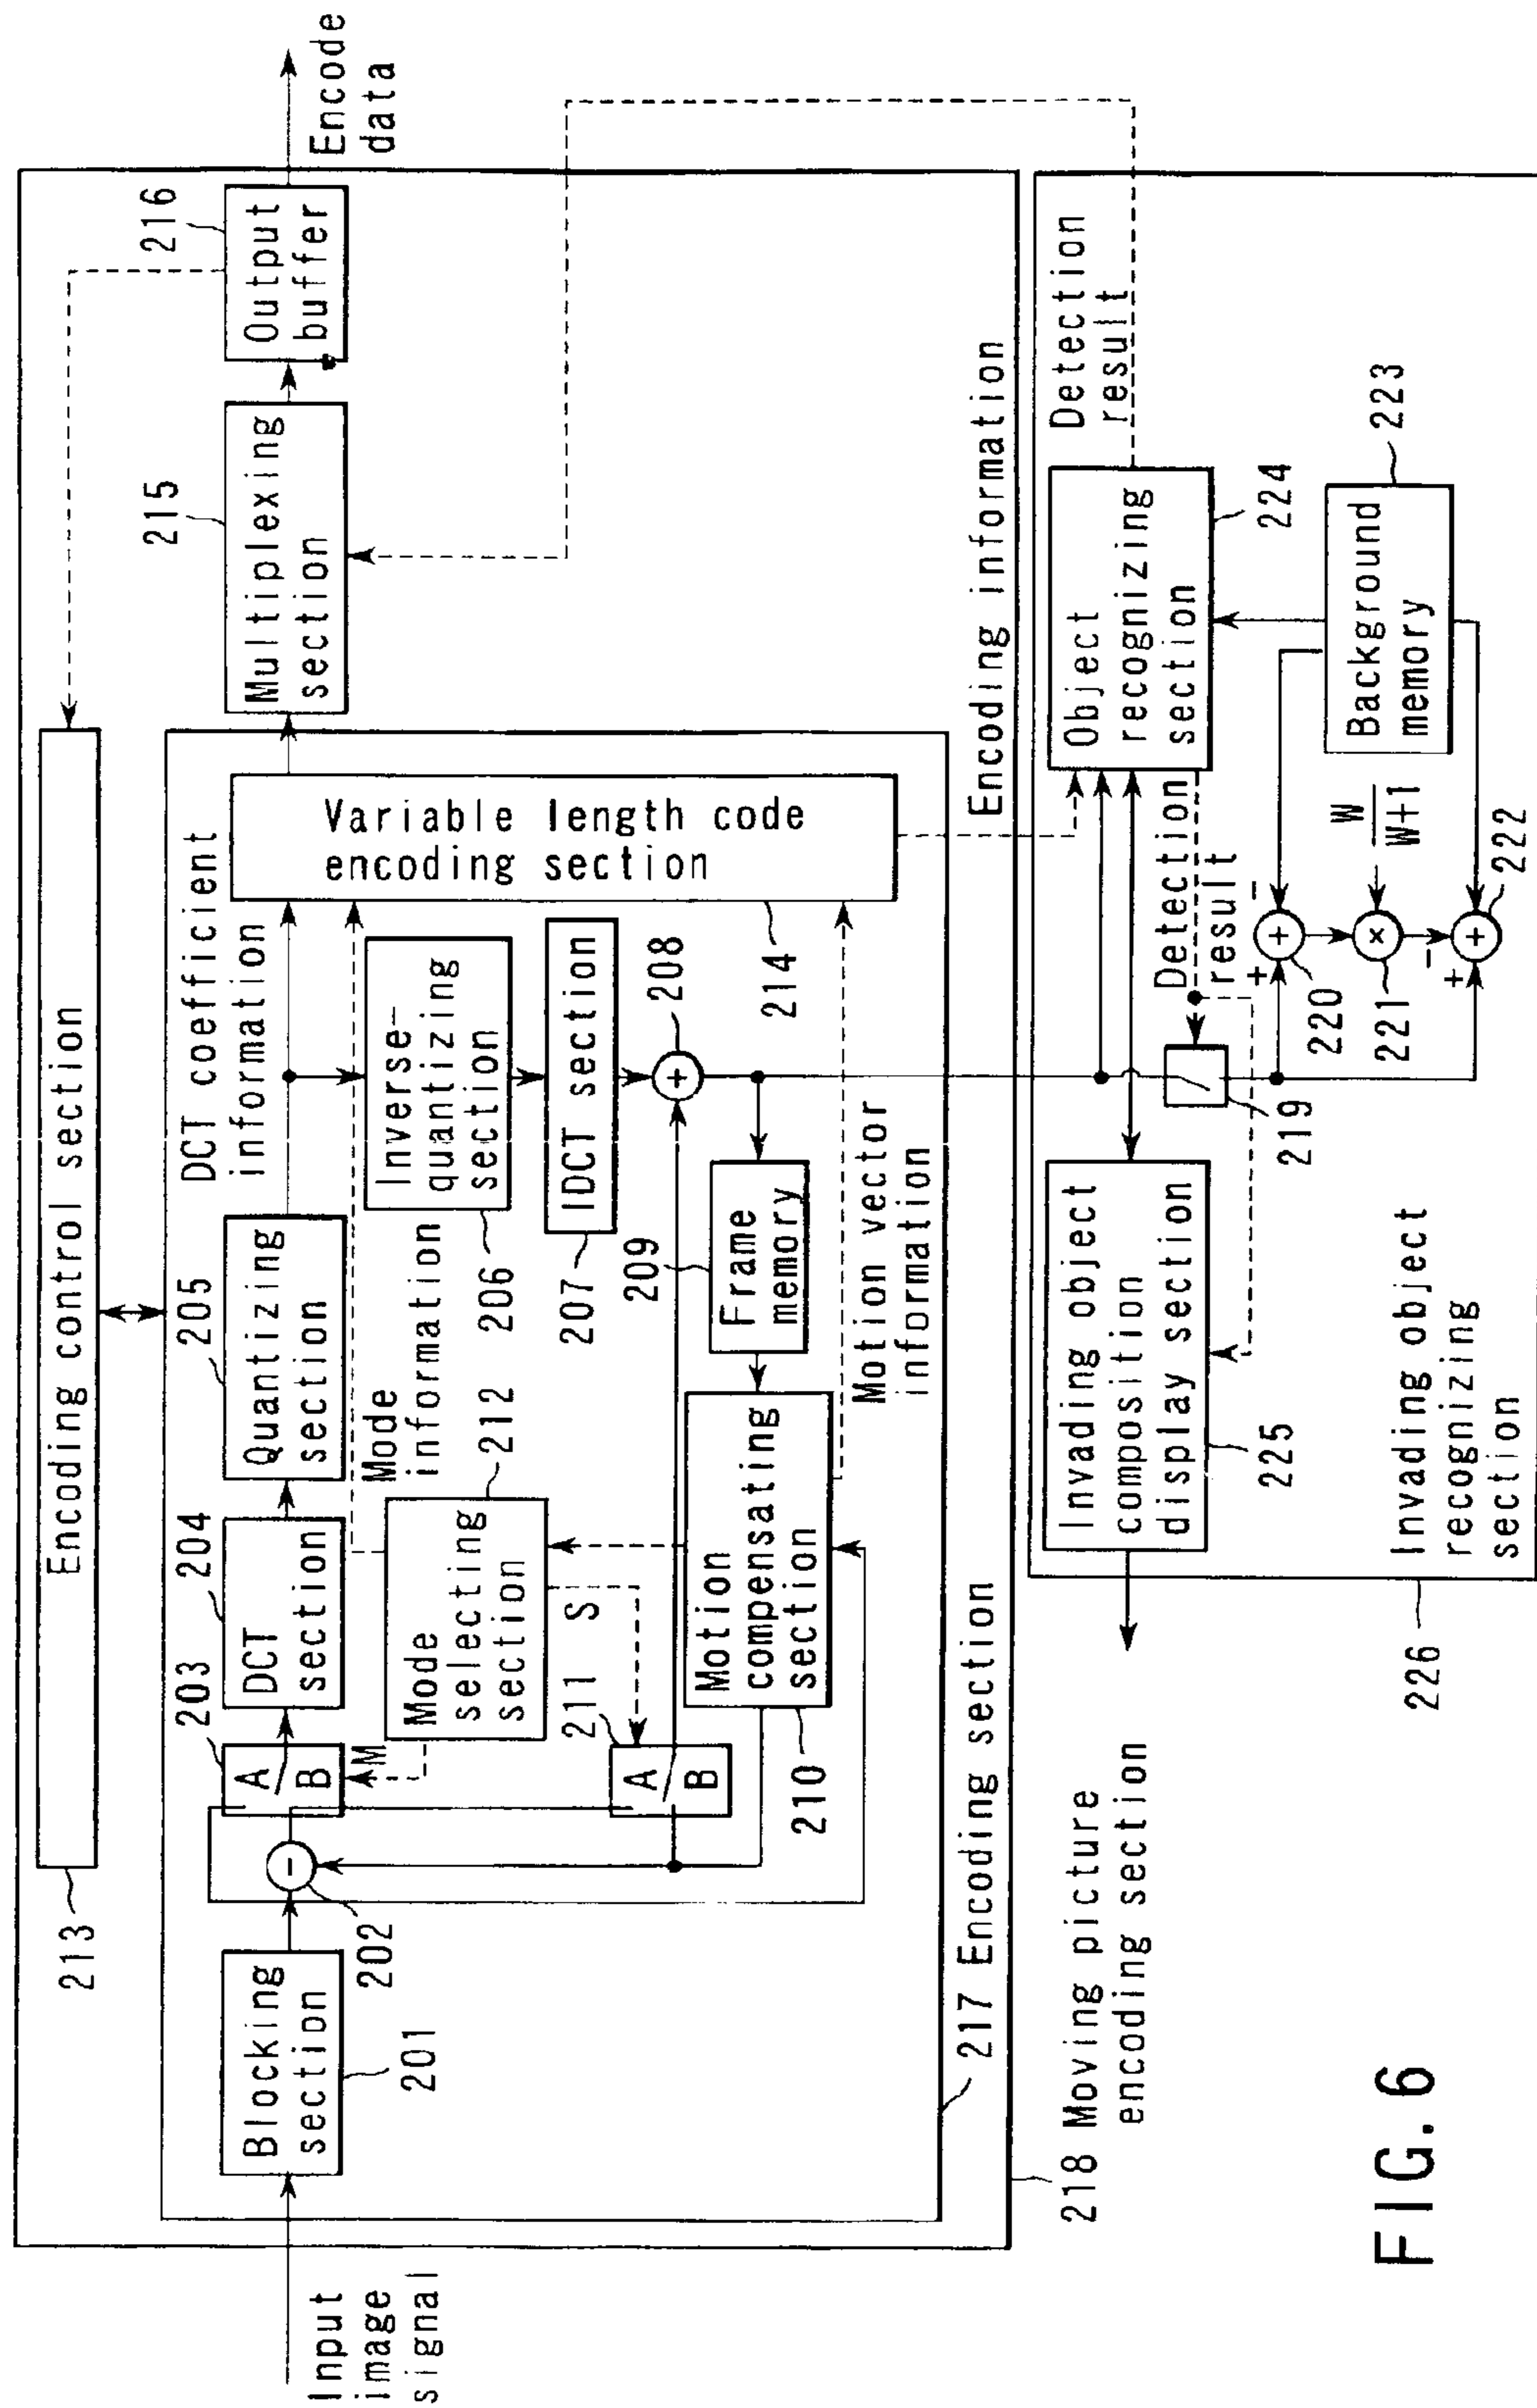 213
Encoding control section
Input
image
signal
Blocking
section
201
202
-
203
A
B
M
204
DCT
section
205
Quantizing
section
DCT coefficient
information
Variable length code
encoding section
214
215
Multiplexing
section
216
Output
buffer
Encode
data
Mode
selecting
section
212
S
Mode
information
Inverse-
quantizing
section
206
IDCT section
207
+
208
209
Frame
memory
211
A
B
Motion
compensating
section
210
Motion vector
information
217 Encoding section
Encoding information
218 Moving picture
encoding section
Invading object
composition
display section
225
Object
recognizing
section
224
Detection
result
Detection
result
219
+
-
+
220
W
W+1
×
221
-
+
+
222
Background
memory
223
Invading object
recognizing
section
226
FIG. 6